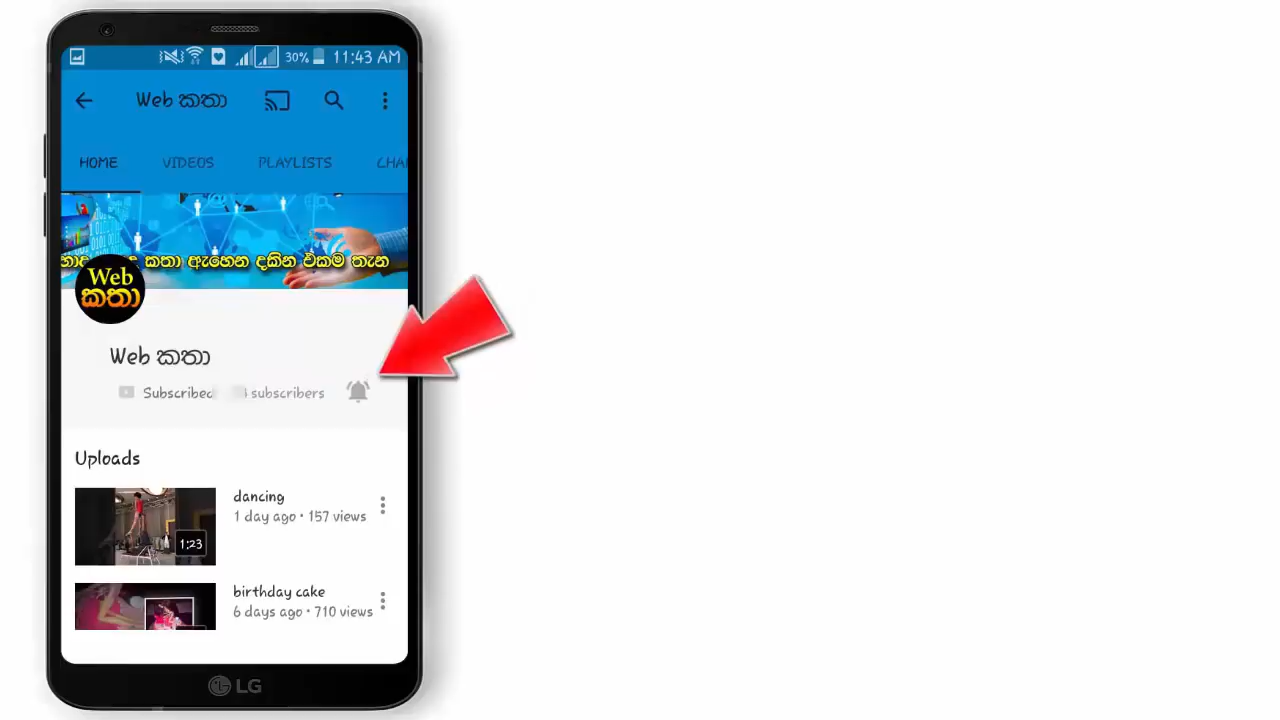 30% 11:43 AM
Web කතා
HOME VIDEOS PLAYLISTS
කතා ඇහෙන දකින එකම තැන
Web
කතා
Web කතා
Subscribed subscribers
Uploads
dancing
1 day ago • 157 views
1:23
birthday cake
6 days ago • 710 views
LG